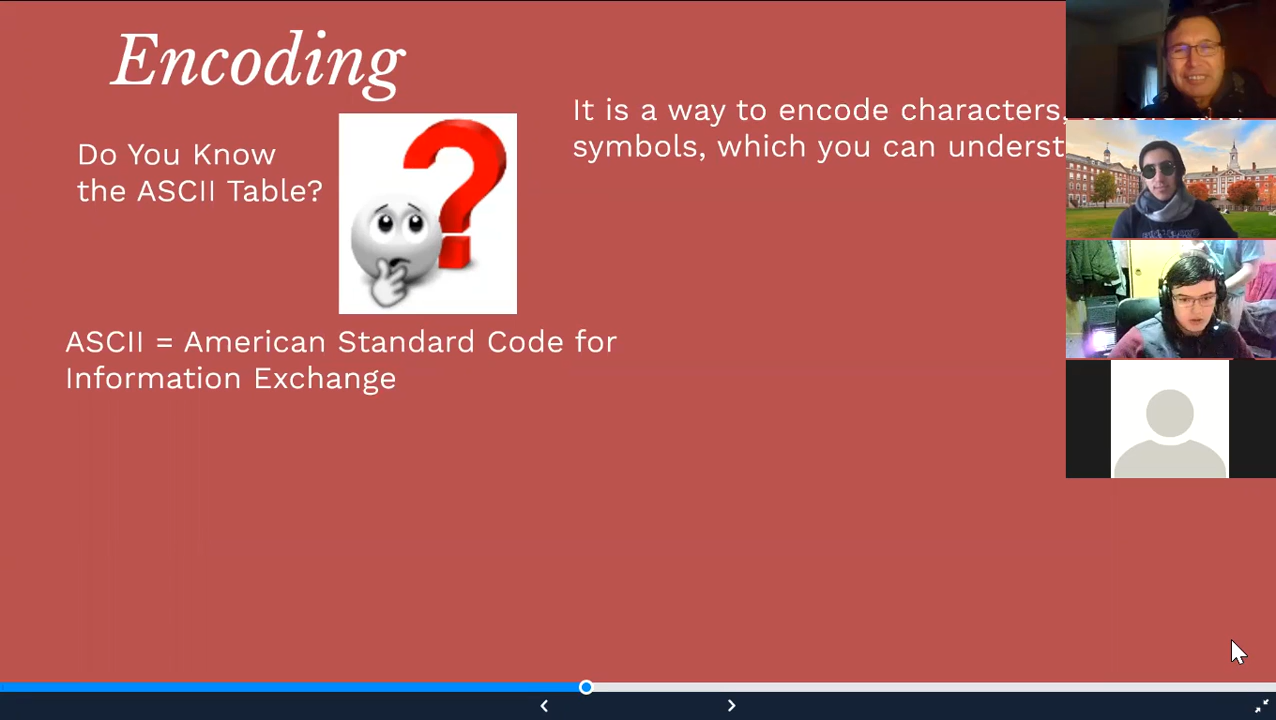 Encoding
Do You Know
the ASCII Table?
It is a way to encode characters,
symbols, which you can
ASCII = American Standard Code for
Information Exchange